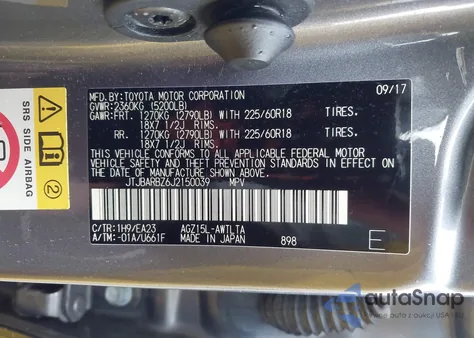 MFD. BY: TOYOTA MOTOR CORPORATION 09/17
GVWR: 2360KG (5200LB)
GAWR: FRT. 1270KG (2790LB) WITH 225/60R18 TIRES.
18X7 1/2J RIMS.
RR. 1270KG (2790LB) WITH 225/60R18 TIRES.
18X7 1/2J RIMS.
THIS VEHICLE CONFORMS TO ALL APPLICABLE FEDERAL MOTOR
VEHICLE SAFETY AND THEFT PREVENTION STANDARDS IN EFFECT ON
THE DATE OF MANUFACTURE SHOWN ABOVE.
JTJBARBZ6J2150039 MPV
C/TR: 1H9/EA23 AGZ15L-AWTLTA
A/TM: -01A/U661F MADE IN JAPAN 898 E
SRS SIDE AIRBAG
2
autoSnap